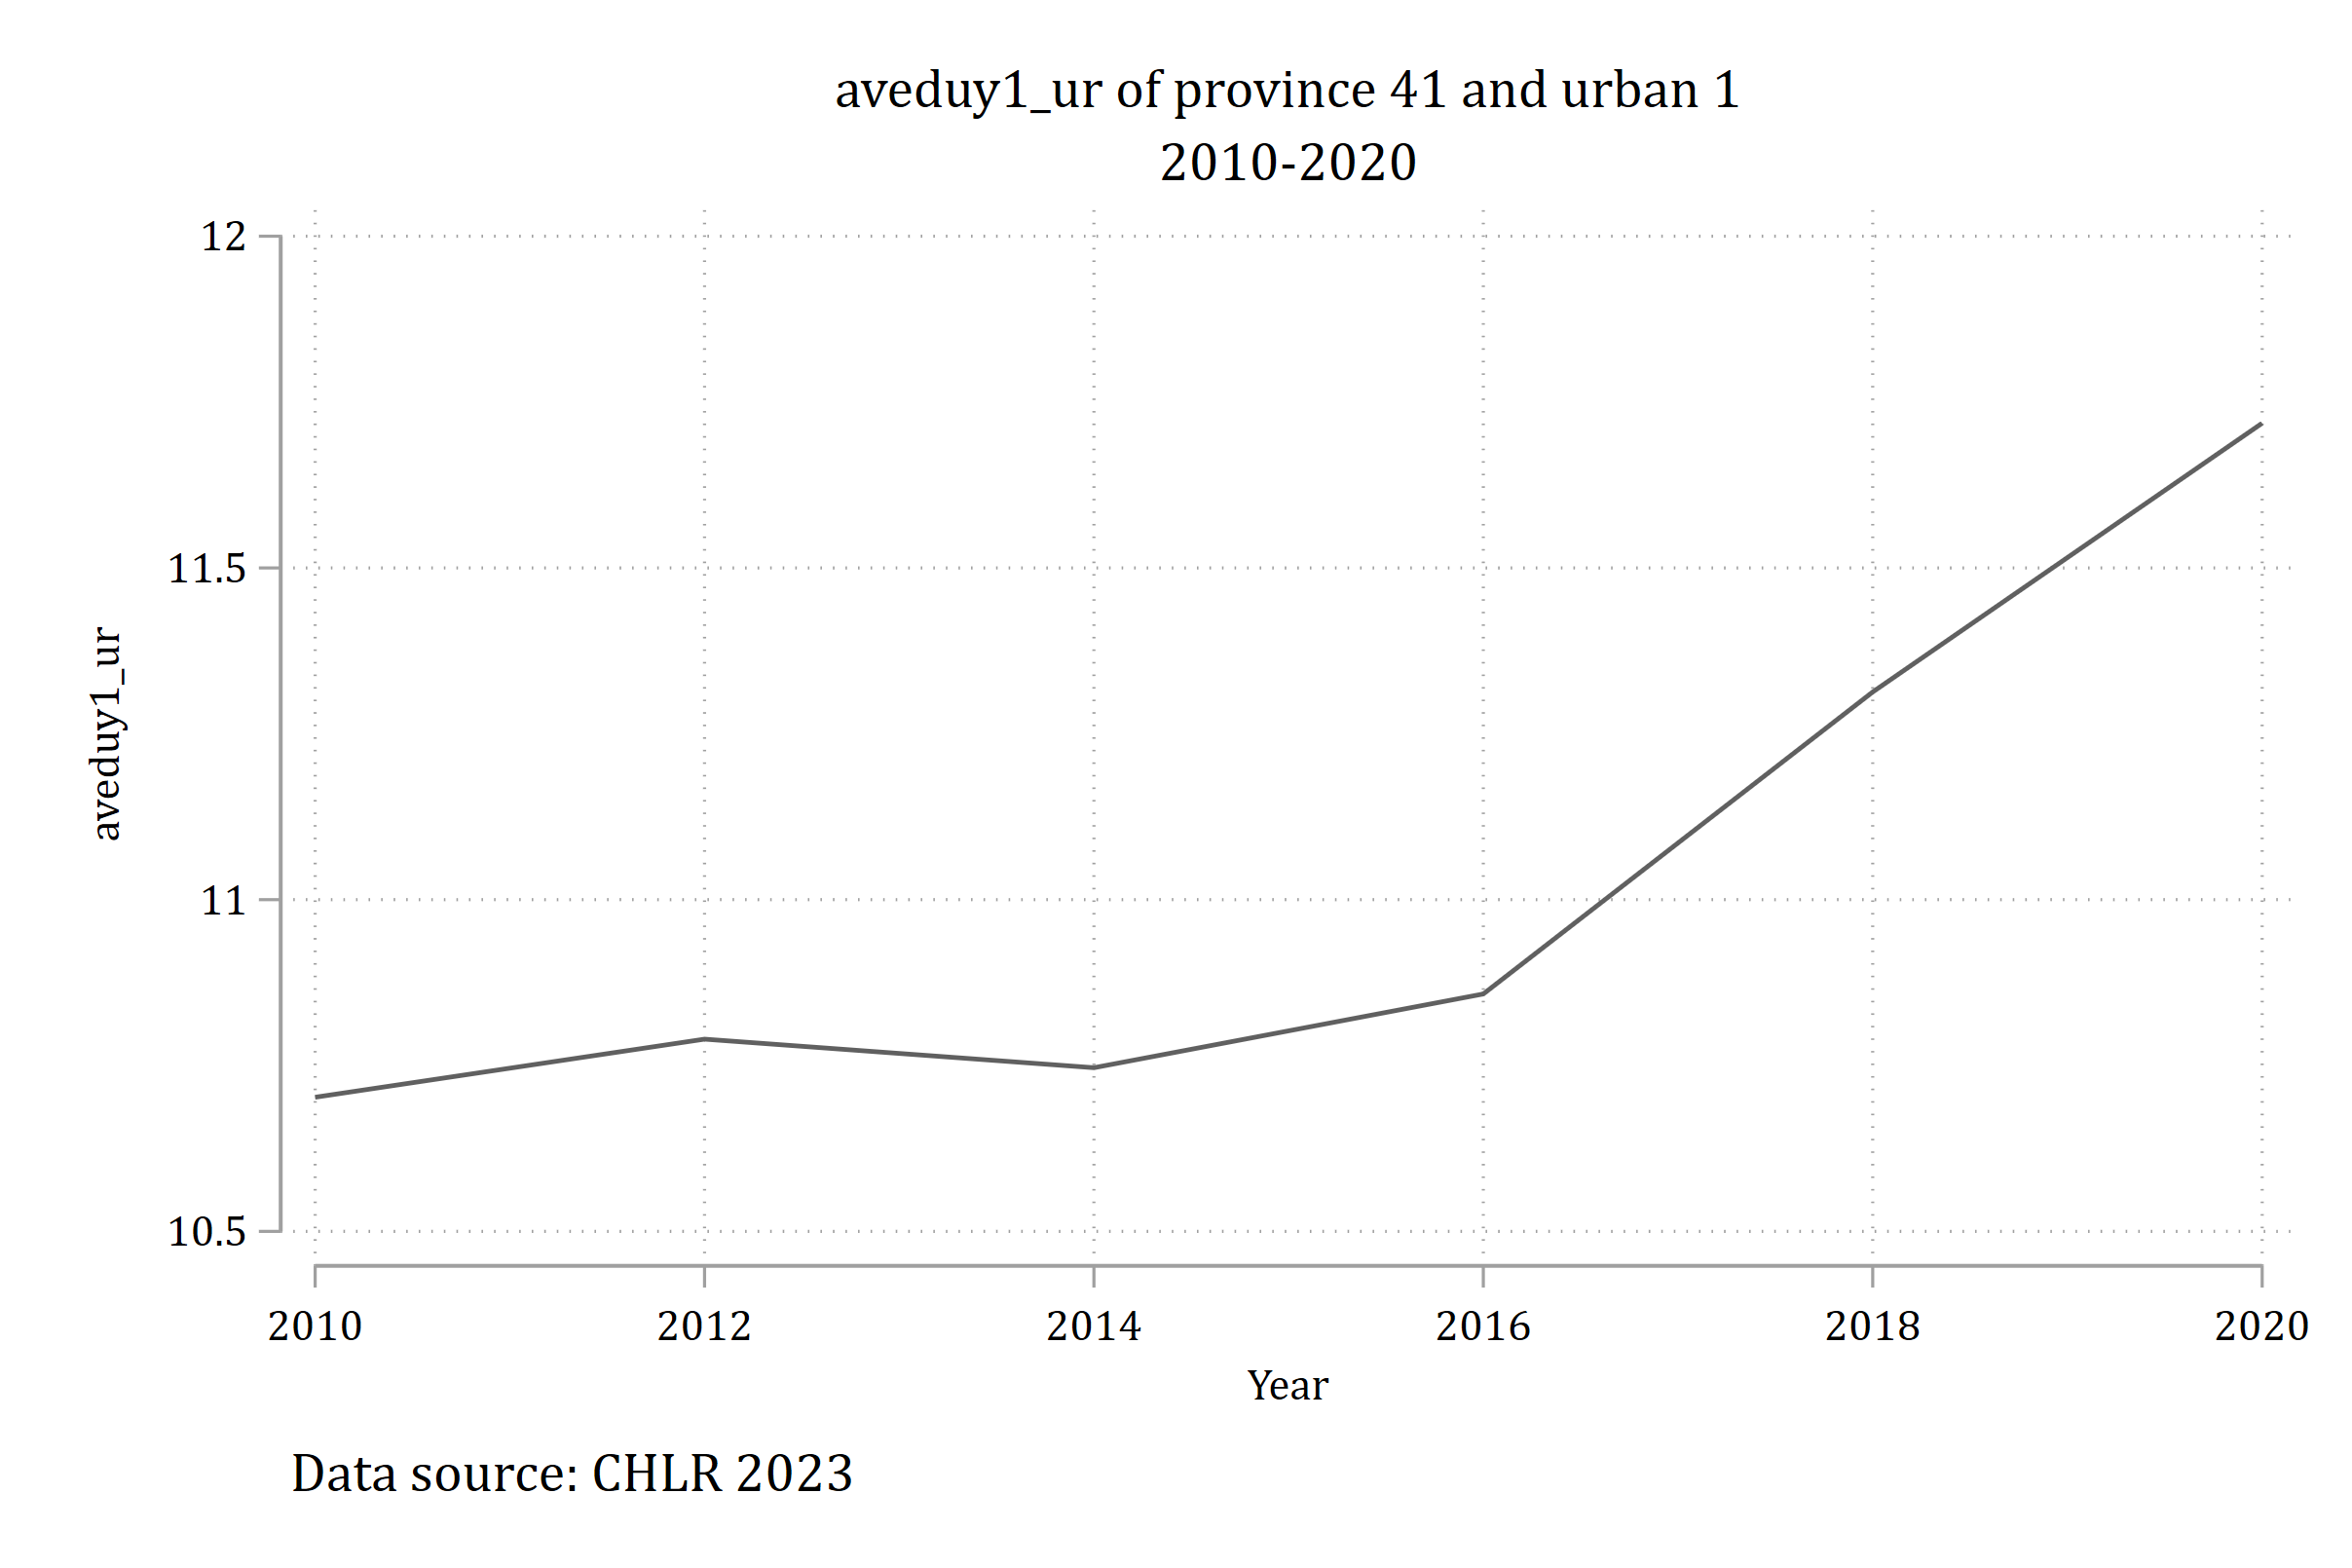 aveduy1_ur of province 41 and urban 1
2010-2020
12
11.5
11
10.5
aveduy1_ur
2010 2012 2014 2016 2018 2020
Year
Data source: CHLR 2023